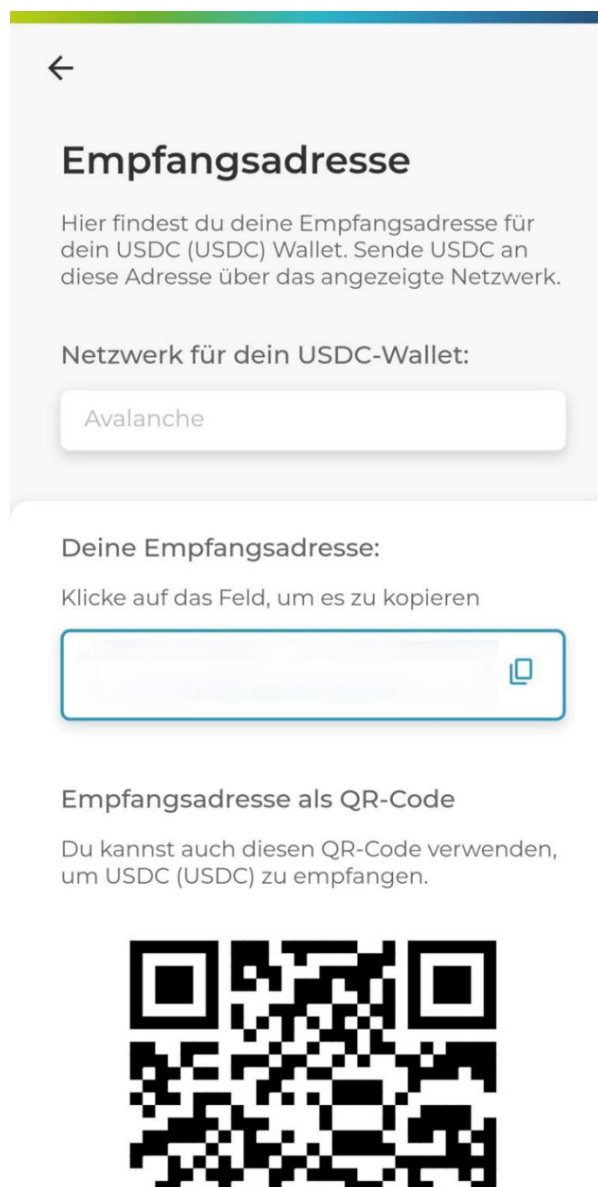 Empfangsadresse
Hier findest du deine Empfangsadresse für
dein USDC (USDC) Wallet. Sende USDC an
diese Adresse über das angezeigte Netzwerk.
Netzwerk für dein USDC-Wallet:
Avalanche
Deine Empfangsadresse:
Klicke auf das Feld, um es zu kopieren
Empfangsadresse als QR-Code
Du kannst auch diesen QR-Code verwenden,
um USDC (USDC) zu empfangen.